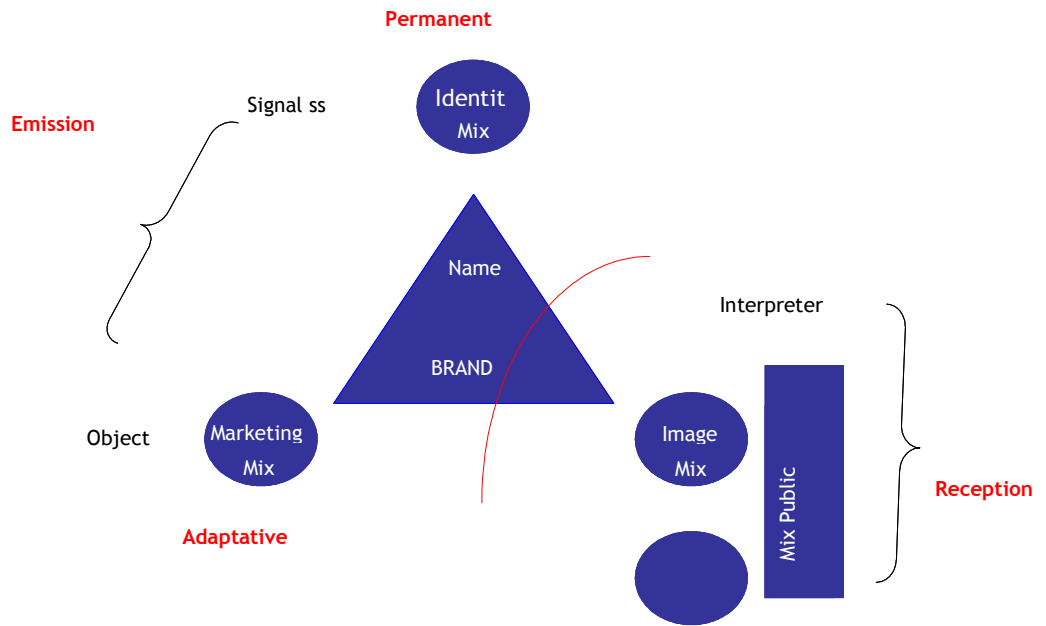 Permanent
Identit
Mix
Signal ss
Emission
Name
Interpreter
BRAND
Object
Marketing
Mix
Image
Mix
Mix Public
Reception
Adaptative